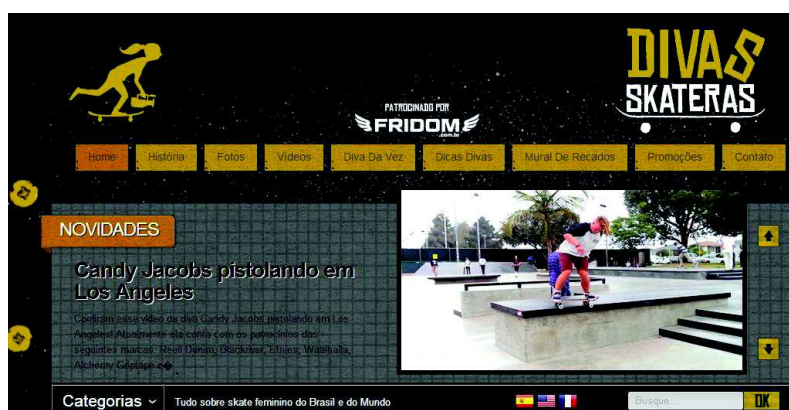 DIVAS
SKATERAS
PATROCINADO POR
FRIDOM
.com.br
Home História Fotos Vídeos Diva Da Vez Dicas Divas Mural De Recados Promoções Contato
NOVIDADES
Candy Jacobs pistolando em
Los Angeles
Confiram esse vídeo da diva Candy Jacobs pistolando em Los
Angeles! Atualmente ela conta com os patrocínios das
seguintes marcas: Reell Denim, Blackriver, Etnies, Waalhalla,
Alchemy Griptape e�
Categorias Tudo sobre skate feminino do Brasil e do Mundo Busque... OK